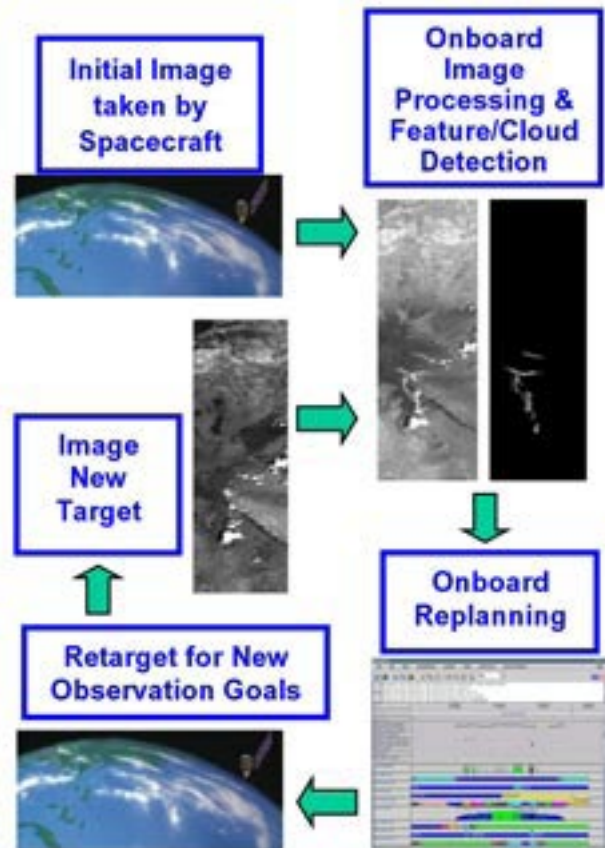 Initial Image
taken by
Spacecraft
Onboard
Image
Processing &
Feature/Cloud
Detection
Image
New
Target
Onboard
Replanning
Retarget for New
Observation Goals